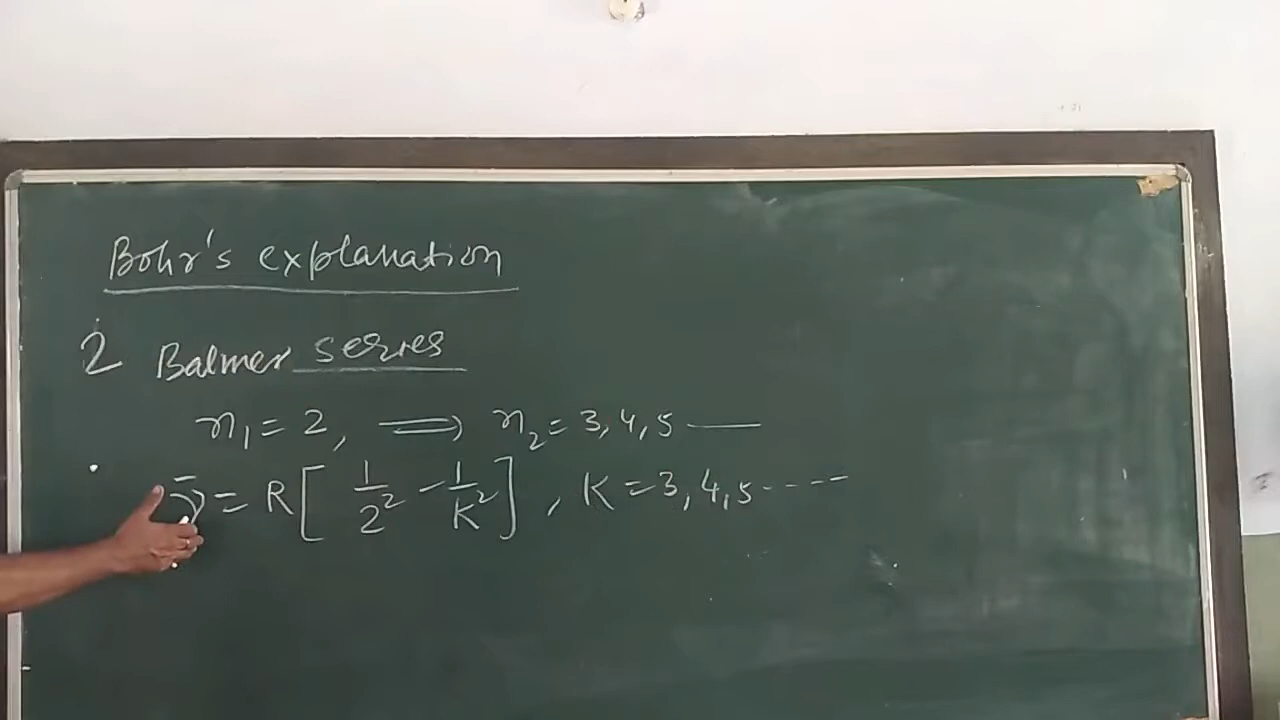 Bohr's explanation
2 Balmer series
n₁ = 2, ⟹ n₂ = 3, 4, 5 ——
ν̄ = R[ 1/2² - 1/K² ], K = 3, 4, 5 ----